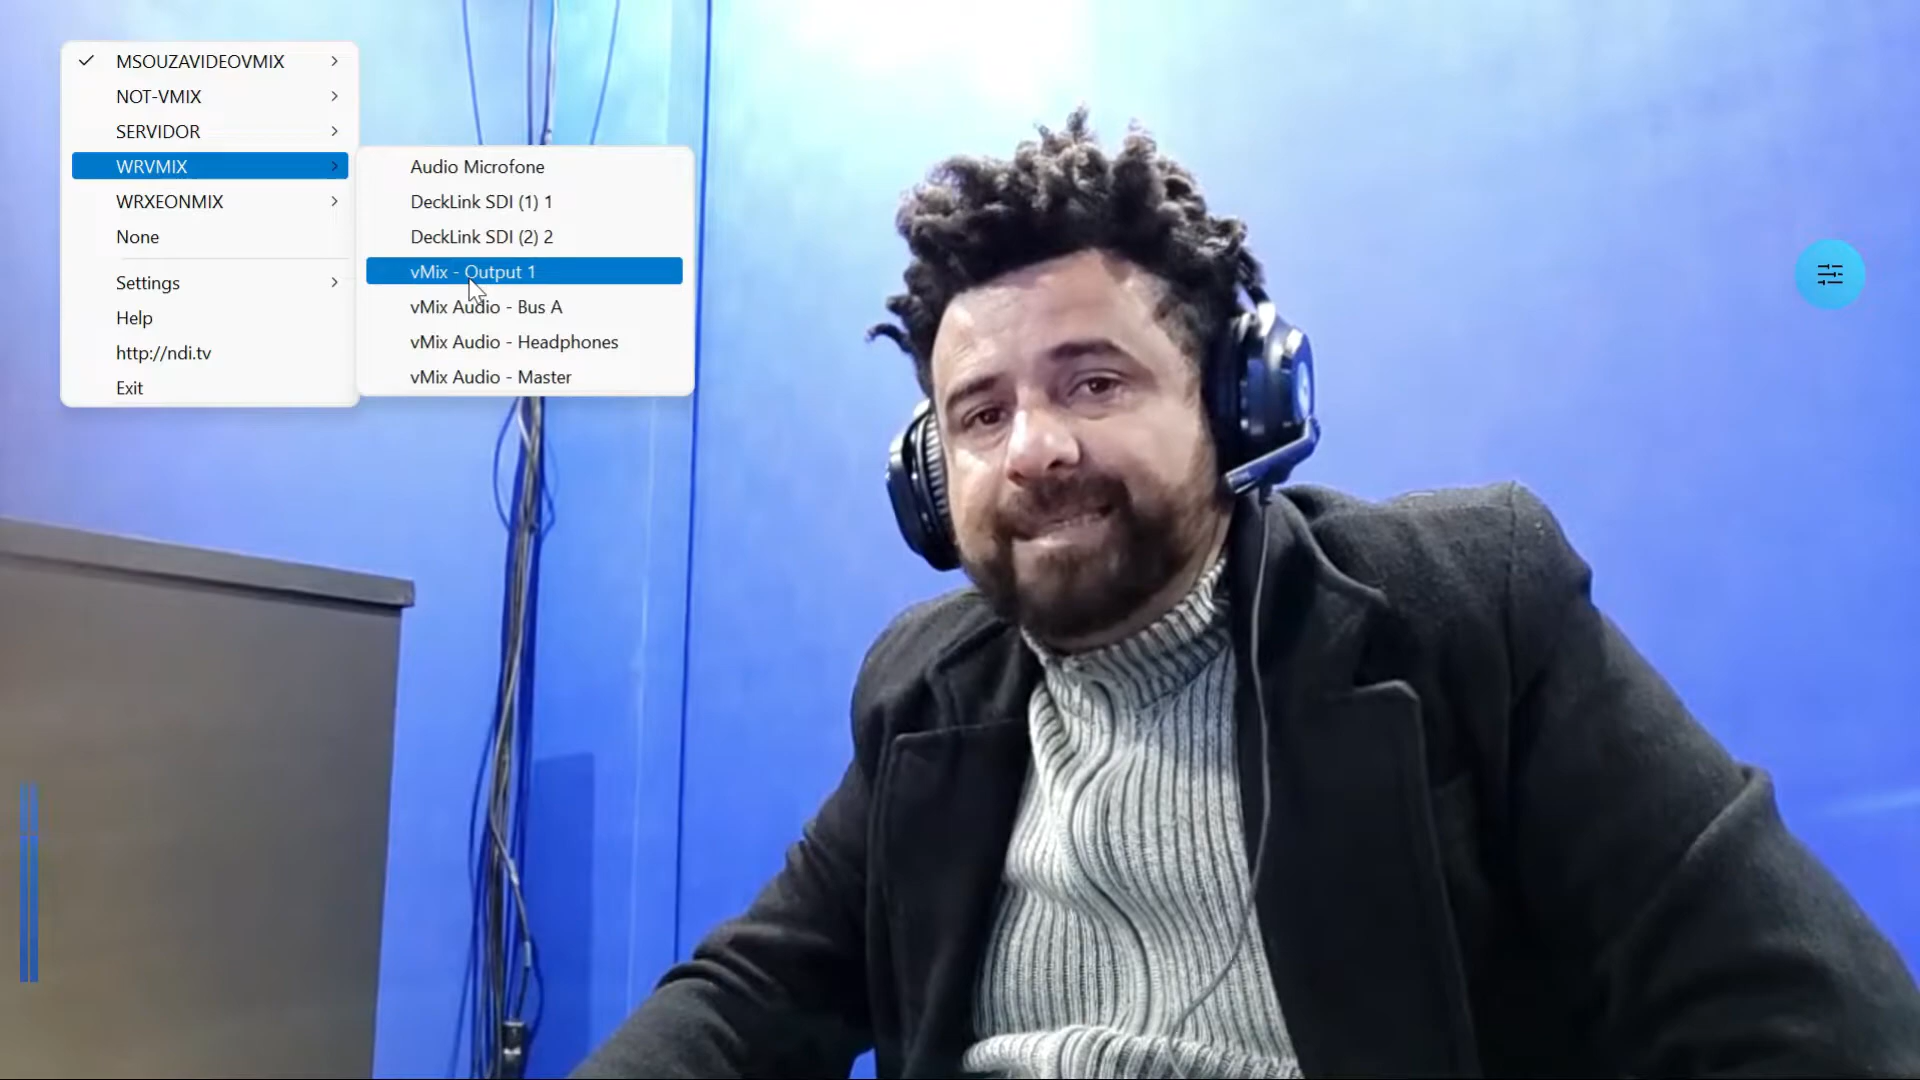 MSOUZAVIDEOVMIX
NOT-VMIX
SERVIDOR
WRVMIX
WRXEONMIX
None
Settings
Help
http://ndi.tv
Exit
Audio Microfone
DeckLink SDI (1) 1
DeckLink SDI (2) 2
vMix - Output 1
vMix Audio - Bus A
vMix Audio - Headphones
vMix Audio - Master